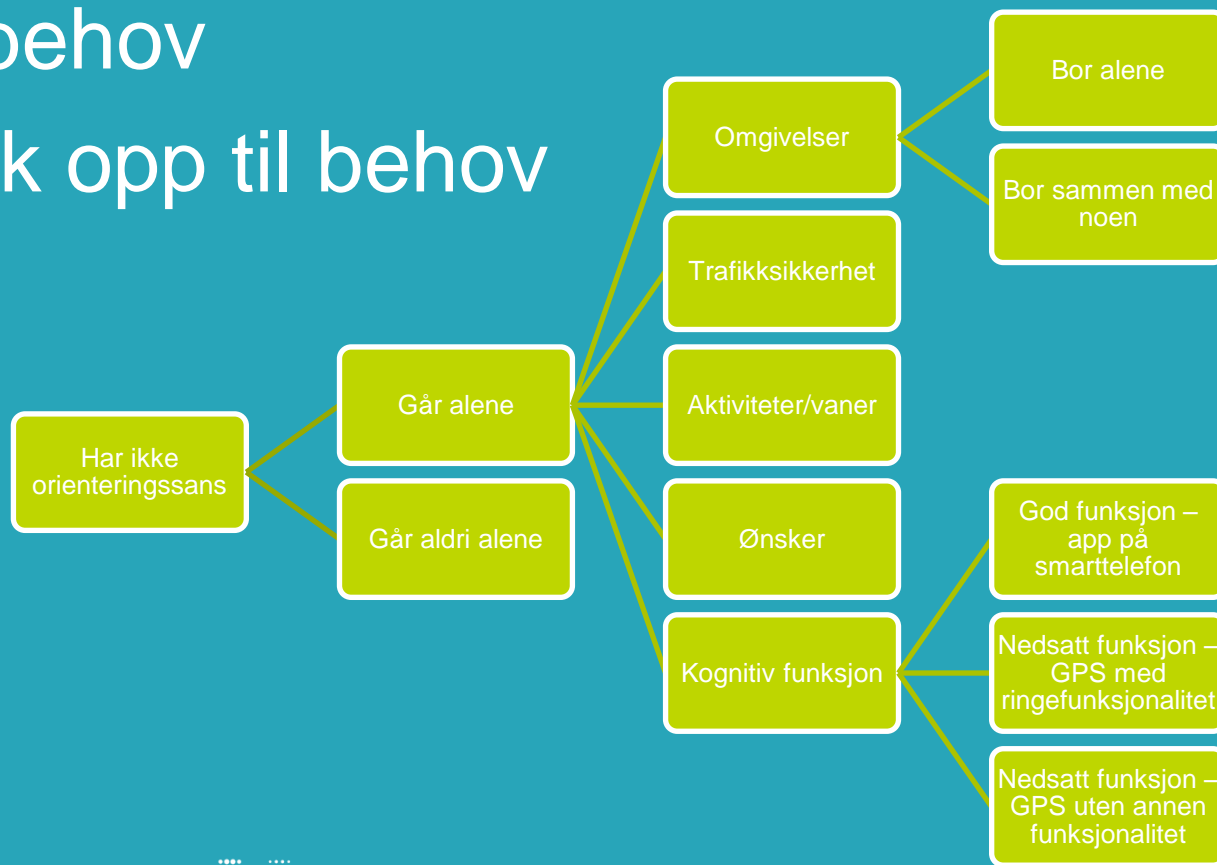 behov
k opp til behov
Har ikke
orienteringssans
Går alene
Går aldri alene
Omgivelser
Trafikksikkerhet
Aktiviteter/vaner
Ønsker
Kognitiv funksjon
Bor alene
Bor sammen med
noen
God funksjon –
app på
smarttelefon
Nedsatt funksjon –
GPS med
ringefunksjonalitet
Nedsatt funksjon –
GPS uten annen
funksjonalitet